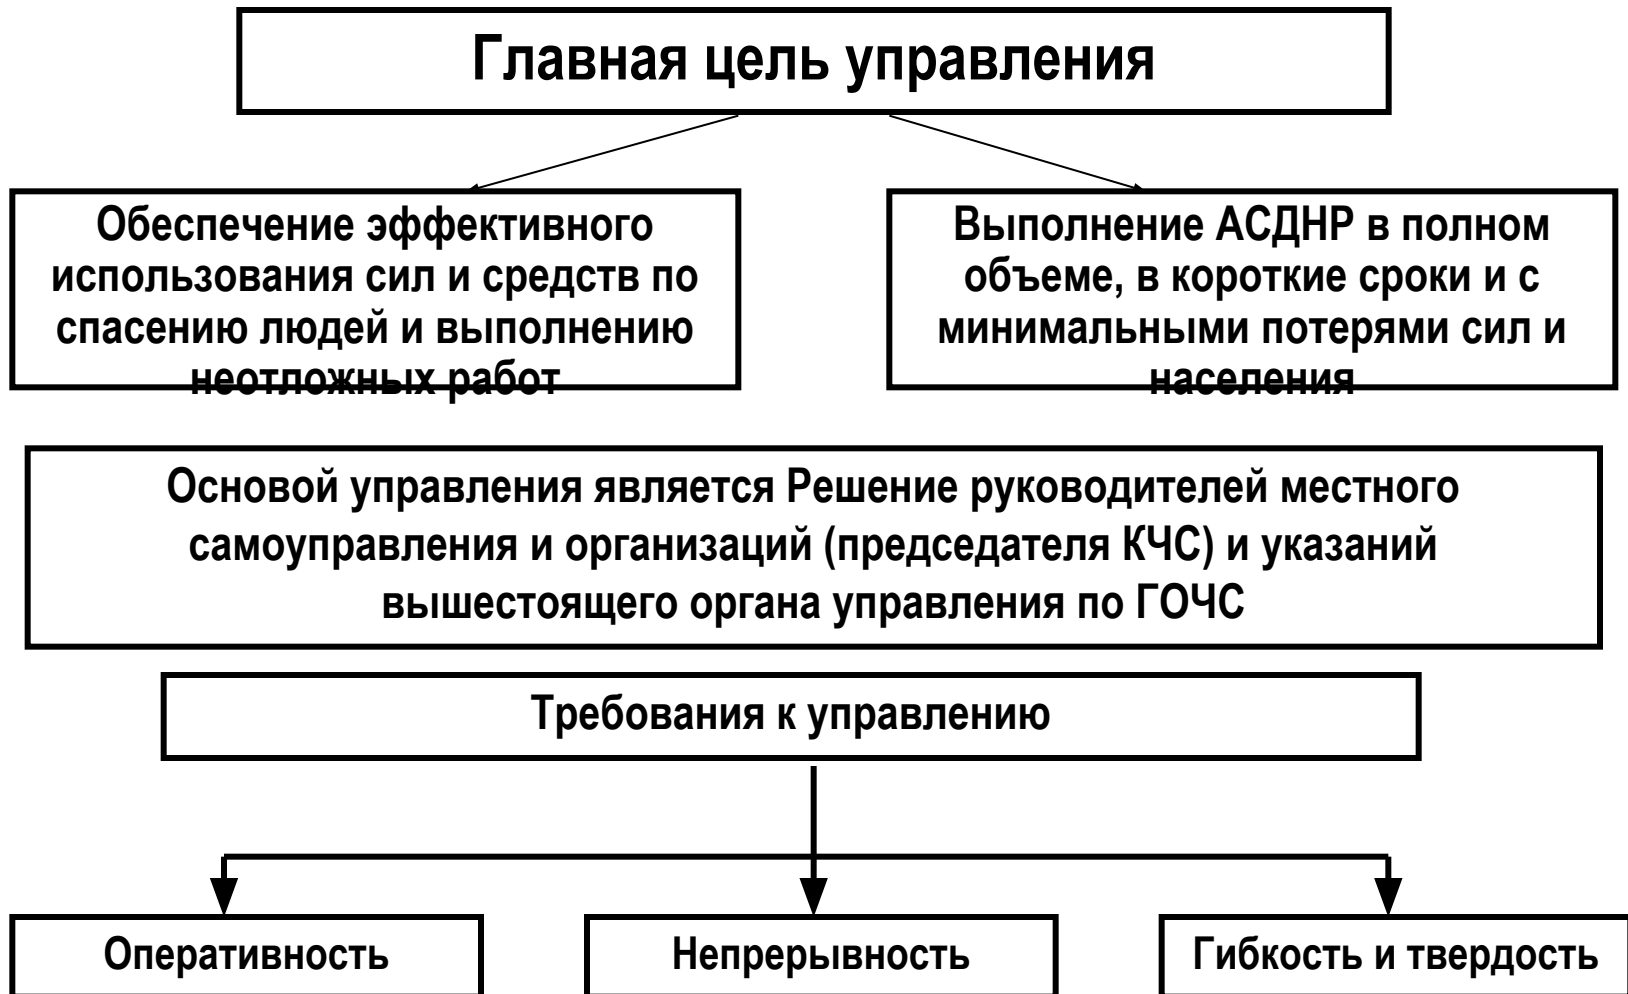 Главная цель управления
Обеспечение эффективного
использования сил и средств по
спасению людей и выполнению
неотложных работ
Выполнение АСДНР в полном
объеме, в короткие сроки и с
минимальными потерями сил и
населения
Основой управления является Решение руководителей местного
самоуправления и организаций (председателя КЧС) и указаний
вышестоящего органа управления по ГОЧС
Требования к управлению
Оперативность
Непрерывность
Гибкость и твердость